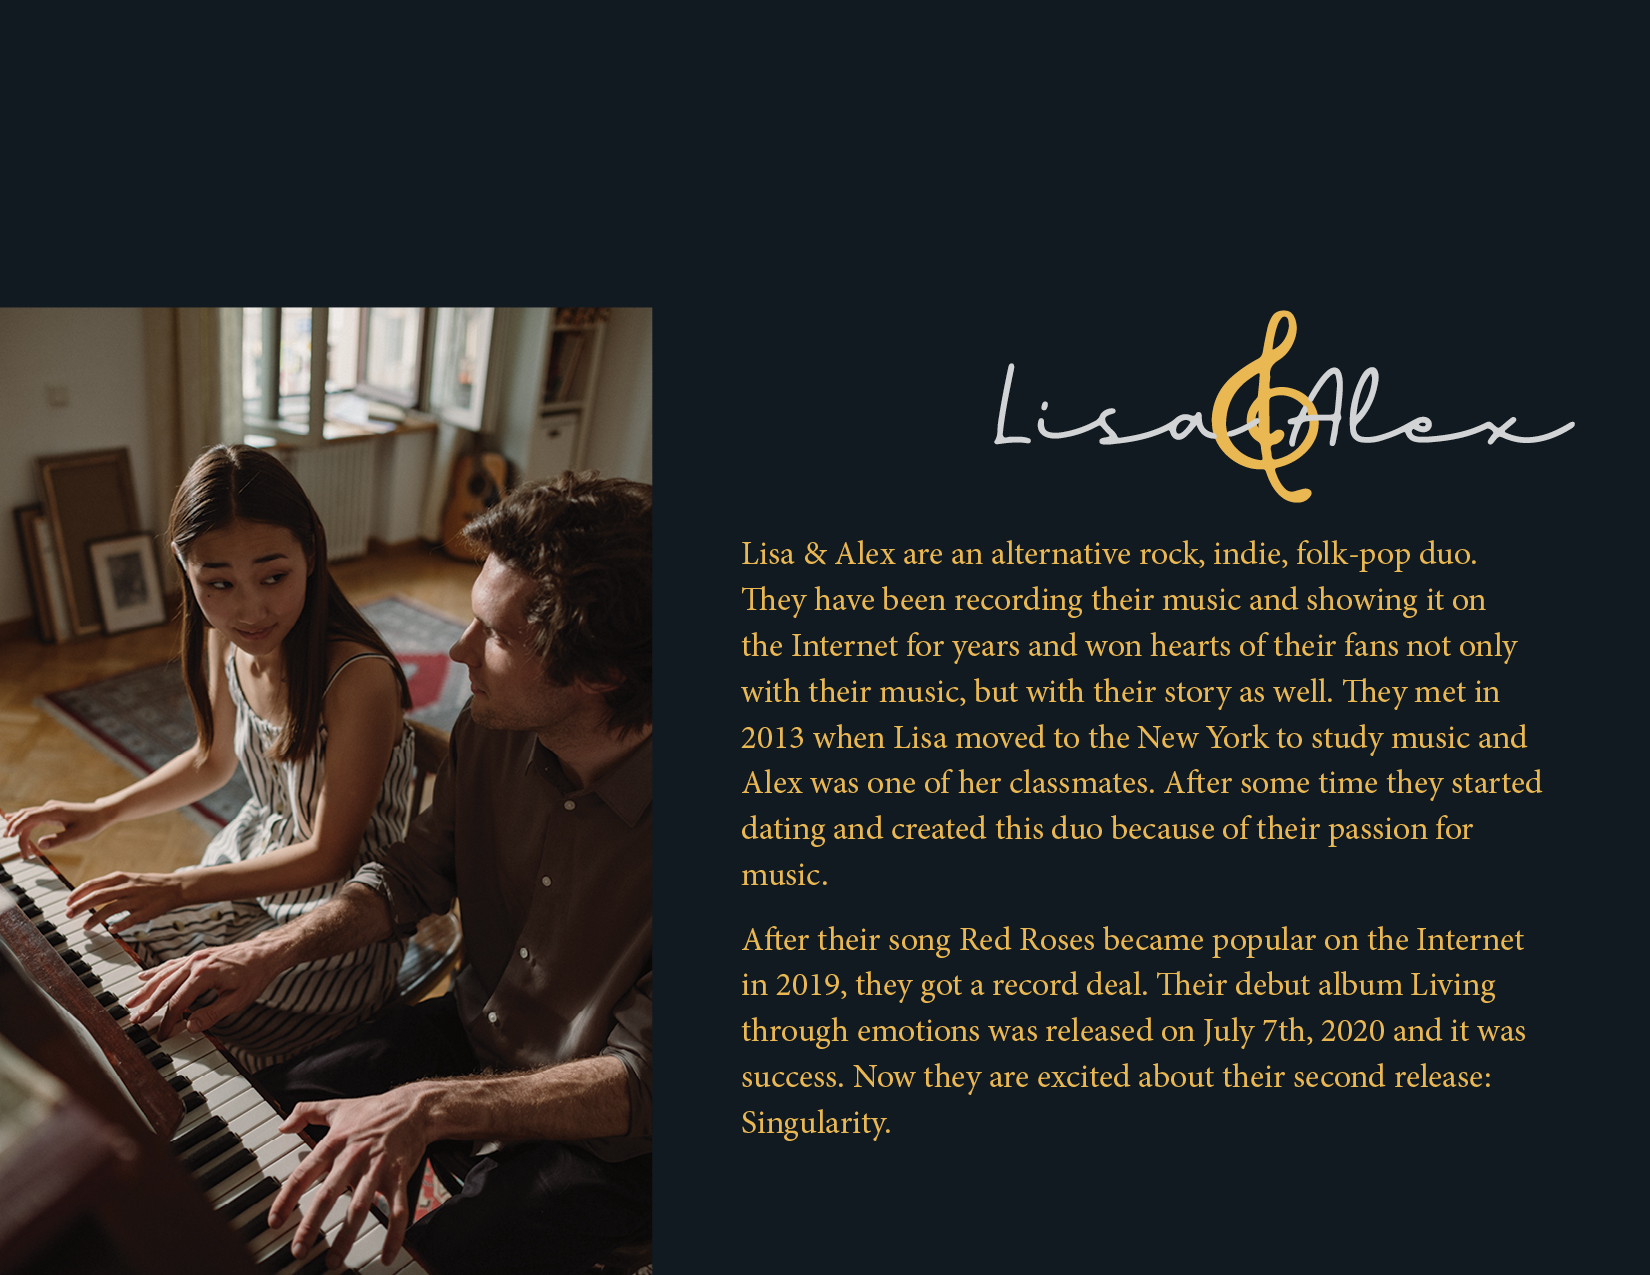 Lisa & Alex
Lisa & Alex are an alternative rock, indie, folk-pop duo.
They have been recording their music and showing it on
the Internet for years and won hearts of their fans not only
with their music, but with their story as well. They met in
2013 when Lisa moved to the New York to study music and
Alex was one of her classmates. After some time they started
dating and created this duo because of their passion for
music.
After their song Red Roses became popular on the Internet
in 2019, they got a record deal. Their debut album Living
through emotions was released on July 7th, 2020 and it was
success. Now they are excited about their second release:
Singularity.